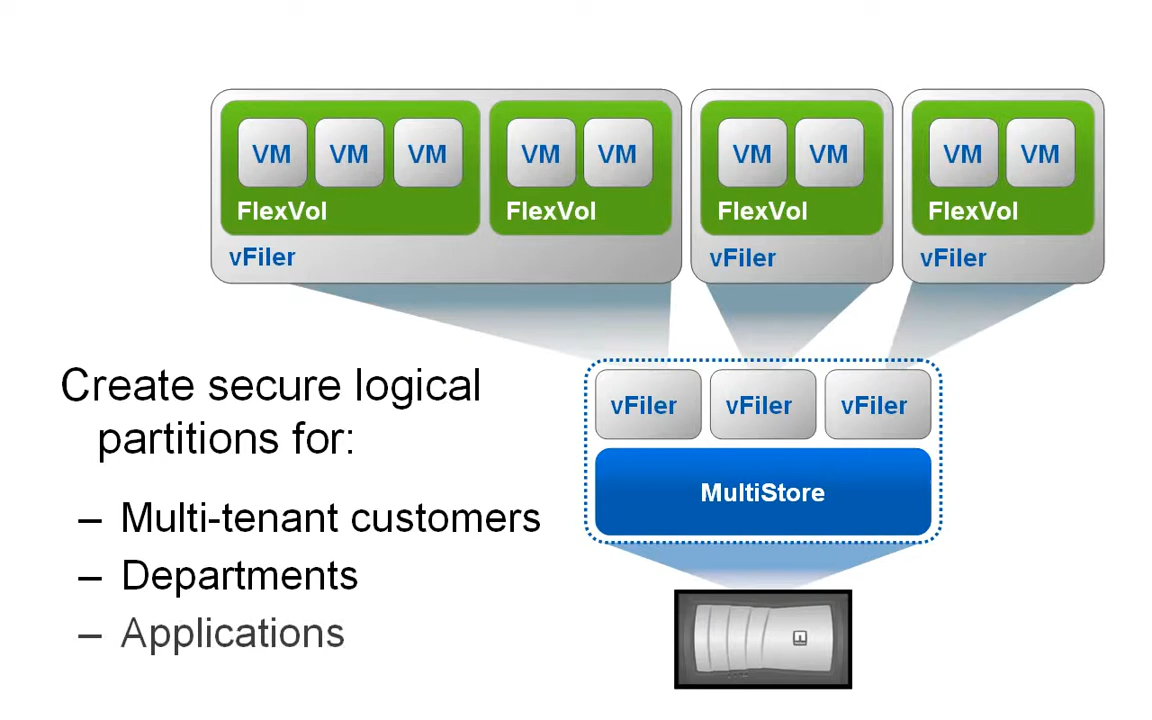 VM VM VM VM VM VM VM VM VM
FlexVol FlexVol FlexVol FlexVol
vFiler vFiler vFiler
Create secure logical
partitions for:
– Multi-tenant customers
– Departments
– Applications
vFiler vFiler vFiler
MultiStore